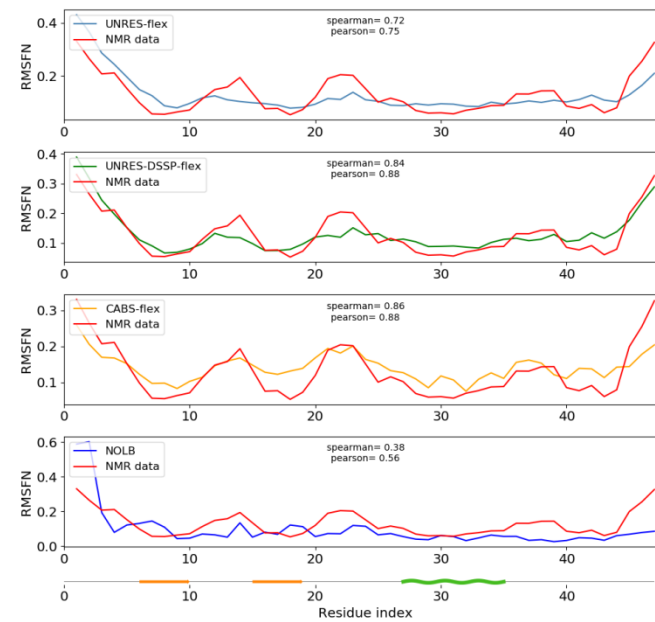 0.4
0.2
RMSFN
UNRES-flex
NMR data
spearman= 0.72
pearson= 0.75
0 10 20 30 40
0.4
0.3
0.2
0.1
RMSFN
UNRES-DSSP-flex
NMR data
spearman= 0.84
pearson= 0.88
0 10 20 30 40
0.3
0.2
0.1
RMSFN
CABS-flex
NMR data
spearman= 0.86
pearson= 0.88
0 10 20 30 40
0.6
0.4
0.2
0.0
RMSFN
NOLB
NMR data
spearman= 0.38
pearson= 0.56
0 10 20 30 40
0 10 20 30 40
Residue index